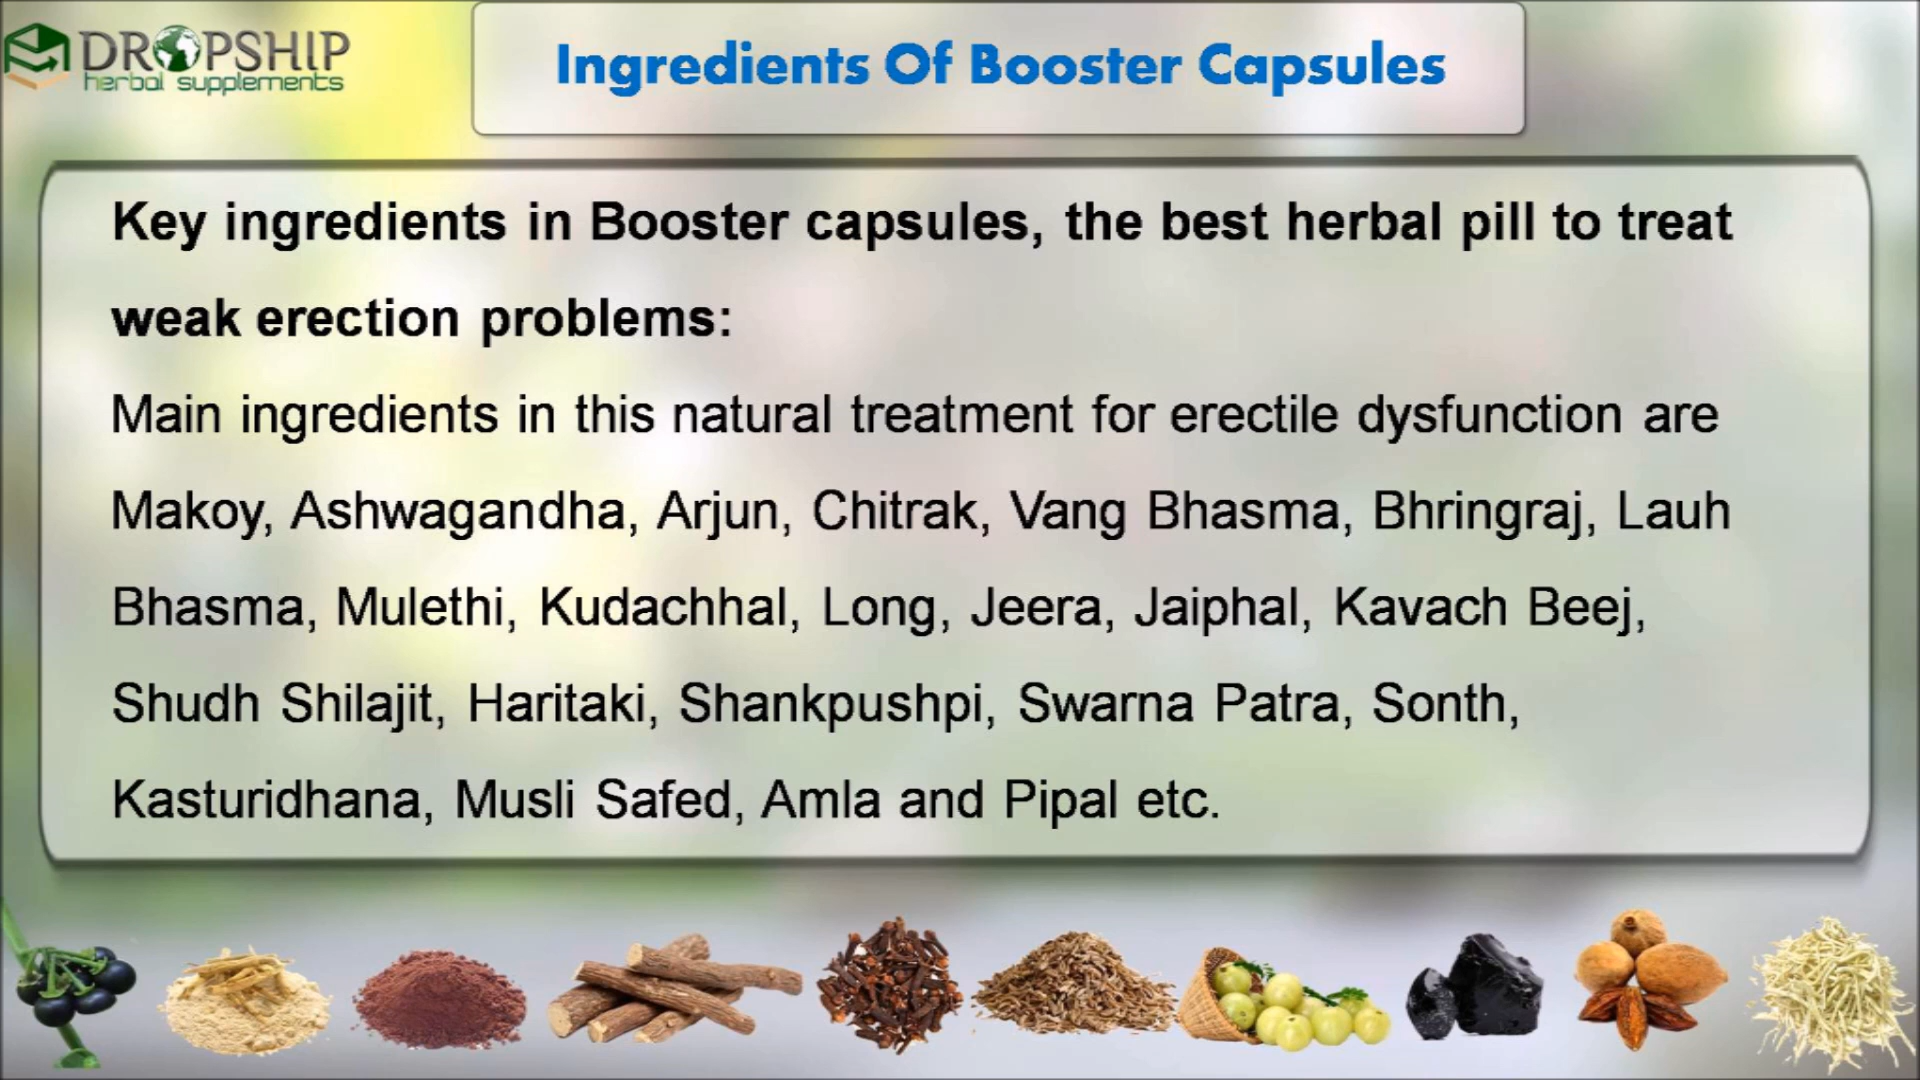 DROPSHIP
herbal supplements
Ingredients Of Booster Capsules
Key ingredients in Booster capsules, the best herbal pill to treat
weak erection problems:
Main ingredients in this natural treatment for erectile dysfunction are
Makoy, Ashwagandha, Arjun, Chitrak, Vang Bhasma, Bhringraj, Lauh
Bhasma, Mulethi, Kudachhal, Long, Jeera, Jaiphal, Kavach Beej,
Shudh Shilajit, Haritaki, Shankpushpi, Swarna Patra, Sonth,
Kasturidhana, Musli Safed, Amla and Pipal etc.